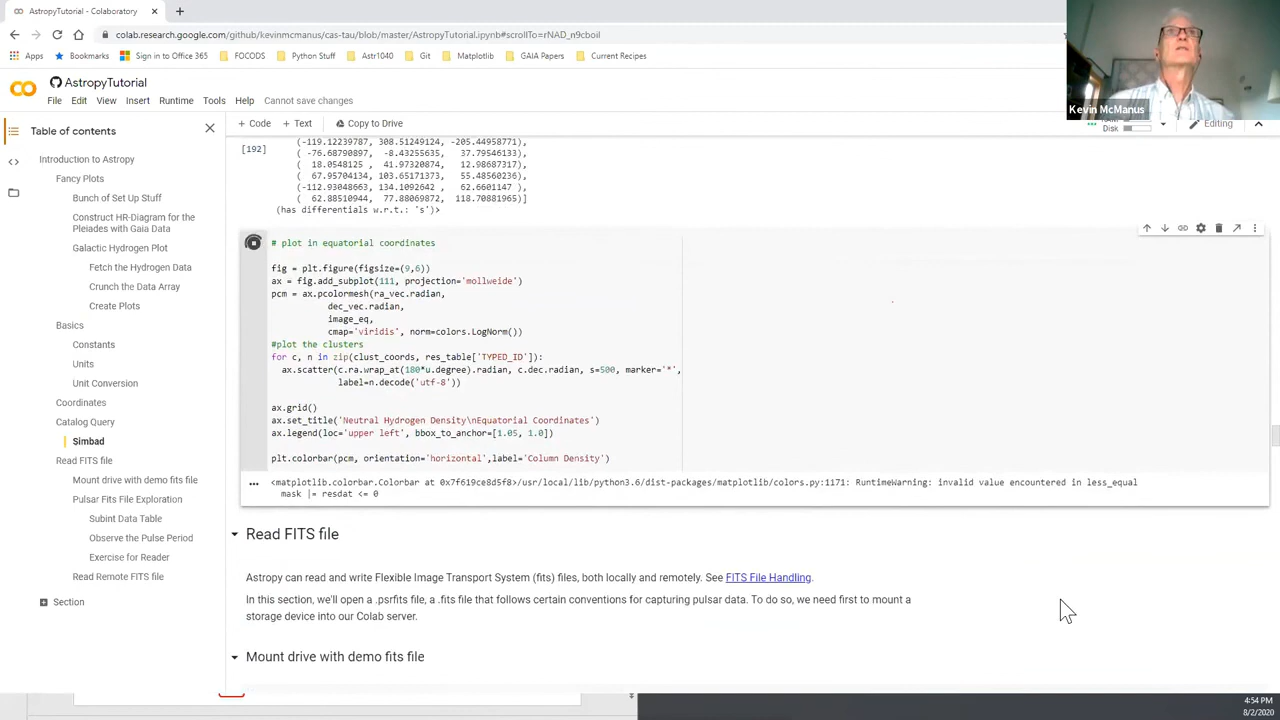 AstropyTutorial - Colaboratory
colab.research.google.com/github/kevinmcmanus/cas-tau/blob/master/AstropyTutorial.ipynb#scrollTo=rNAD_n9cboil
Apps Bookmarks Sign in to Office 365 FOCODS Python Stuff Astr1040 Git Matplotlib GAIA Papers Current Recipes
Kevin McManus
AstropyTutorial
File Edit View Insert Runtime Tools Help Cannot save changes
+ Code + Text Copy to Drive
Disk
Editing
Table of contents
Introduction to Astropy
Fancy Plots
Bunch of Set Up Stuff
Construct HR-Diagram for the
Pleiades with Gaia Data
Galactic Hydrogen Plot
Fetch the Hydrogen Data
Crunch the Data Array
Create Plots
Basics
Constants
Units
Unit Conversion
Coordinates
Catalog Query
Simbad
Read FITS file
Mount drive with demo fits file
Pulsar Fits File Exploration
Subint Data Table
Observe the Pulse Period
Exercise for Reader
Read Remote FITS file
Section
(-119.12239787, 308.51249124, -205.44958771),
[192] ( -76.68790892, -8.43255635, 37.79546133),
( 18.0548125 , 41.97320874, 12.98687317),
( 67.95704134, 103.65171373, 55.48560236),
(-112.93048663, 134.1092642 , 62.6601147 ),
( 62.88510944, 77.88069872, 118.70881965)]
(has differentials w.r.t.: 's')>
# plot in equatorial coordinates
fig = plt.figure(figsize=(9,6))
ax = fig.add_subplot(111, projection='mollweide')
pcm = ax.pcolormesh(ra_vec.radian,
dec_vec.radian,
image_eq,
cmap='viridis', norm=colors.LogNorm())
#plot the clusters
for c, n in zip(clust_coords, res_table['TYPED_ID']):
ax.scatter(c.ra.wrap_at(180*u.degree).radian, c.dec.radian, s=500, marker='*',
label=n.decode('utf-8'))
ax.grid()
ax.set_title('Neutral Hydrogen Density\nEquatorial Coordinates')
ax.legend(loc='upper left', bbox_to_anchor=[1.05, 1.0])
plt.colorbar(pcm, orientation='horizontal',label='Column Density')
<matplotlib.colorbar.Colorbar at 0x7f619ce8d5f8>/usr/local/lib/python3.6/dist-packages/matplotlib/colors.py:1171: RuntimeWarning: invalid value encountered in less_equal
mask |= resdat <= 0
Read FITS file
Astropy can read and write Flexible Image Transport System (fits) files, both locally and remotely. See FITS File Handling.
In this section, we'll open a .psrfits file, a .fits file that follows certain conventions for capturing pulsar data. To do so, we need first to mount a
storage device into our Colab server.
Mount drive with demo fits file
4:54 PM
8/2/2020